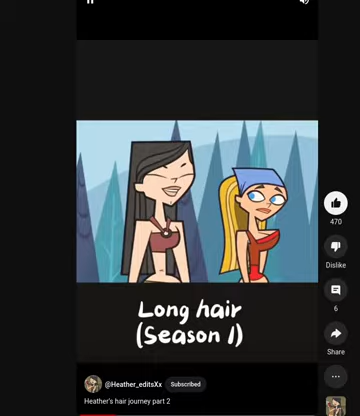 Long hair
(Season 1)
470
Dislike
6
Share
@Heather_editsXx
Subscribed
Heather's hair journey part 2